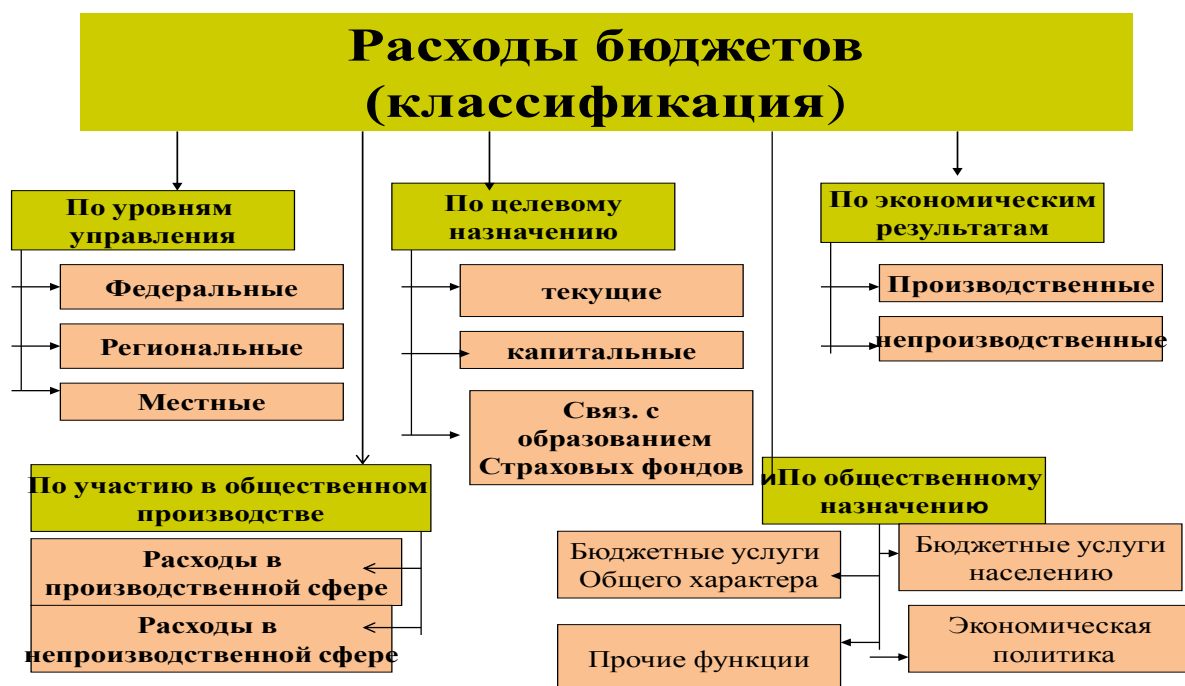 Расходы бюджетов
(классификация)
По уровням
управления
Федеральные
Региональные
Местные
По целевому
назначению
текущие
капитальные
Связ. с
образованием
Страховых фондов
По экономическим
результатам
Производственные
непроизводственные
По участию в общественном
производстве
Расходы в
производственной сфере
Расходы в
непроизводственной сфере
иПо общественному
назначению
Бюджетные услуги
Общего характера
Бюджетные услуги
населению
Прочие функции
Экономическая
политика